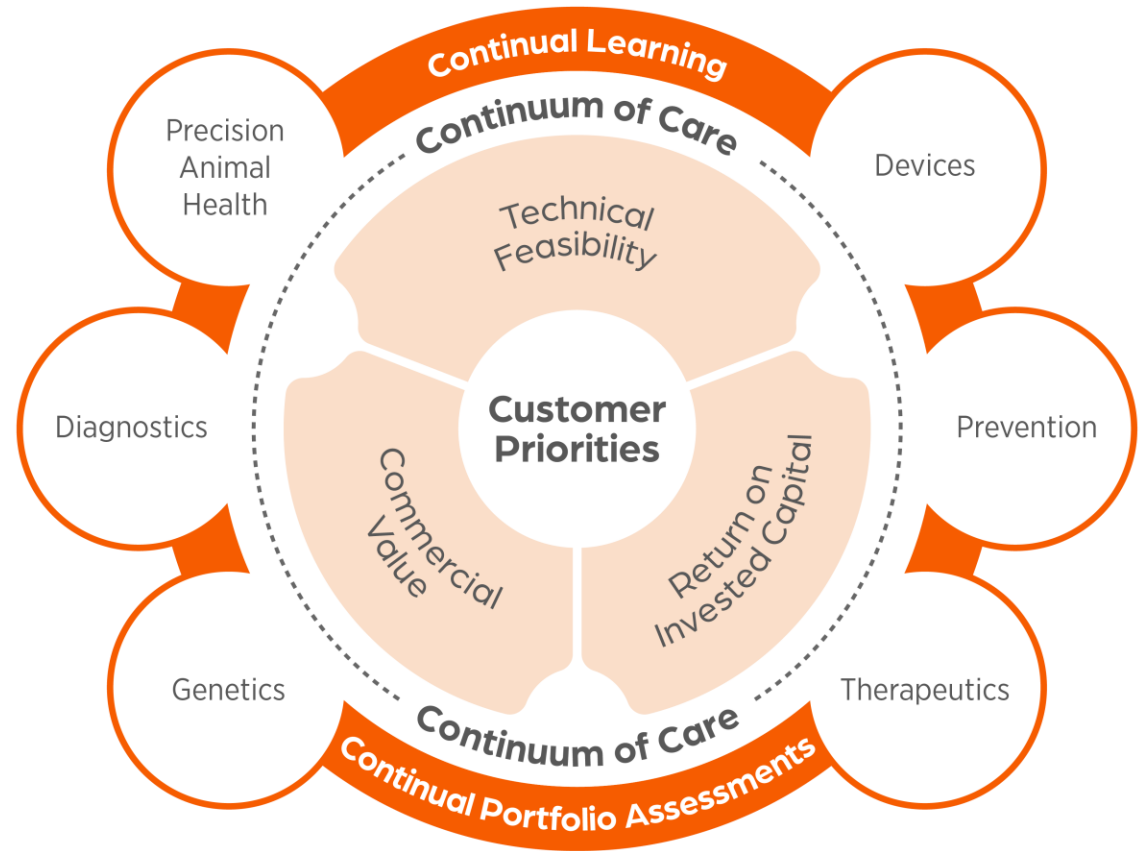 Continual Learning
Continuum of Care
Precision
Animal
Health
Devices
Technical
Feasibility
Customer
Priorities
Diagnostics
Prevention
Commercial
Value
Return on
Invested Capital
Genetics
Therapeutics
Continuum of Care
Continual Portfolio Assessments